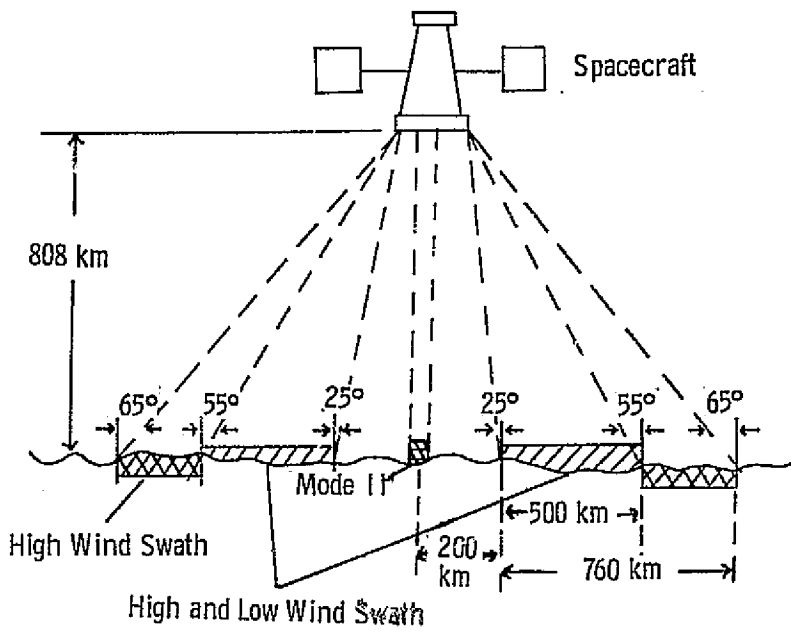 Spacecraft
808 km
65° 55° 25° 25° 55° 65°
Mode II
500 km
High Wind Swath
200
km
760 km
High and Low Wind Swath